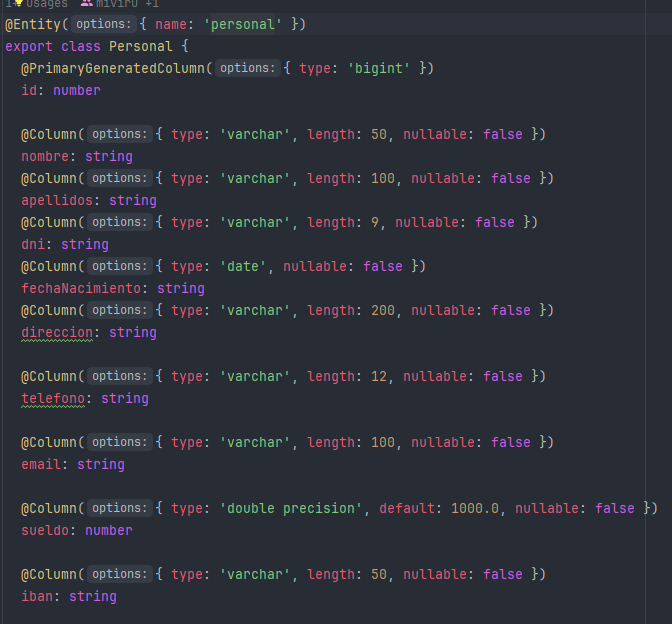 Usages miviru +1
@Entity(options: { name: 'personal' })
export class Personal {
@PrimaryGeneratedColumn(options: { type: 'bigint' })
id: number
@Column(options: { type: 'varchar', length: 50, nullable: false })
nombre: string
@Column(options: { type: 'varchar', length: 100, nullable: false })
apellidos: string
@Column(options: { type: 'varchar', length: 9, nullable: false })
dni: string
@Column(options: { type: 'date', nullable: false })
fechaNacimiento: string
@Column(options: { type: 'varchar', length: 200, nullable: false })
direccion: string
@Column(options: { type: 'varchar', length: 12, nullable: false })
telefono: string
@Column(options: { type: 'varchar', length: 100, nullable: false })
email: string
@Column(options: { type: 'double precision', default: 1000.0, nullable: false })
sueldo: number
@Column(options: { type: 'varchar', length: 50, nullable: false })
iban: string